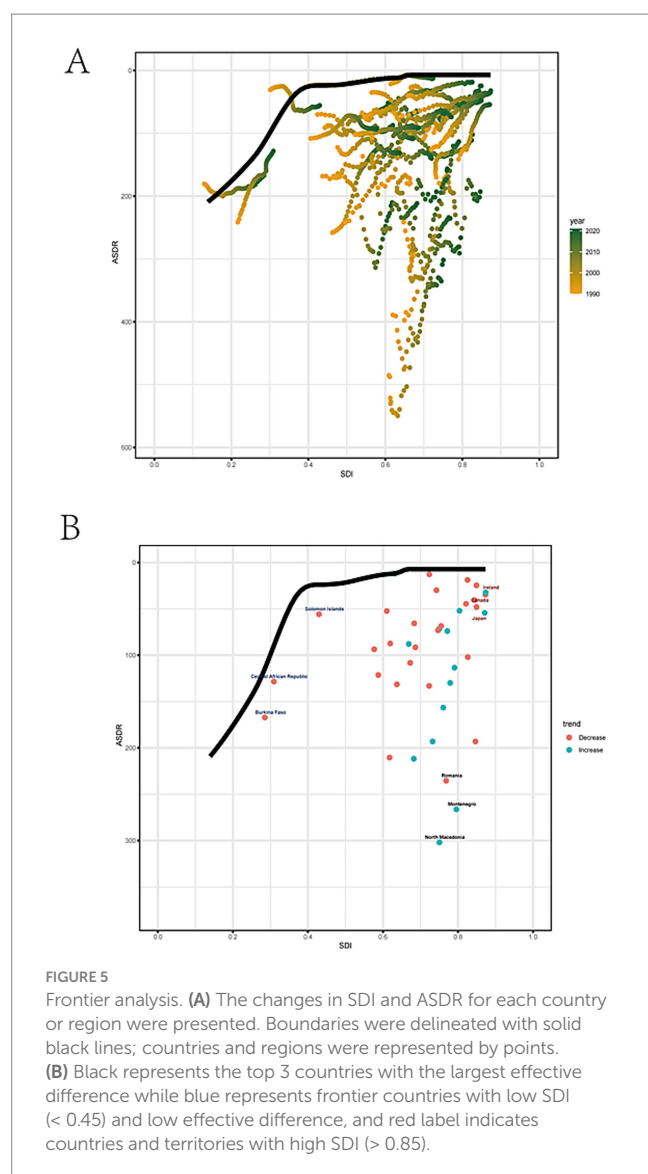 A
0
200
400
600
ASDR
0.0 0.2 0.4 0.6 0.8 1.0
SDI
year
2020
2010
2000
1990
B
0
100
200
300
ASDR
Ireland
Canada
Japan
Solomon Islands
Central African Republic
Burkina Faso
Romania
Montenegro
North Macedonia
0.0 0.2 0.4 0.6 0.8 1.0
SDI
trend
Decrease
Increase
FIGURE 5
Frontier analysis. (A) The changes in SDI and ASDR for each country
or region were presented. Boundaries were delineated with solid
black lines; countries and regions were represented by points.
(B) Black represents the top 3 countries with the largest effective
difference while blue represents frontier countries with low SDI
(< 0.45) and low effective difference, and red label indicates
countries and territories with high SDI (> 0.85).